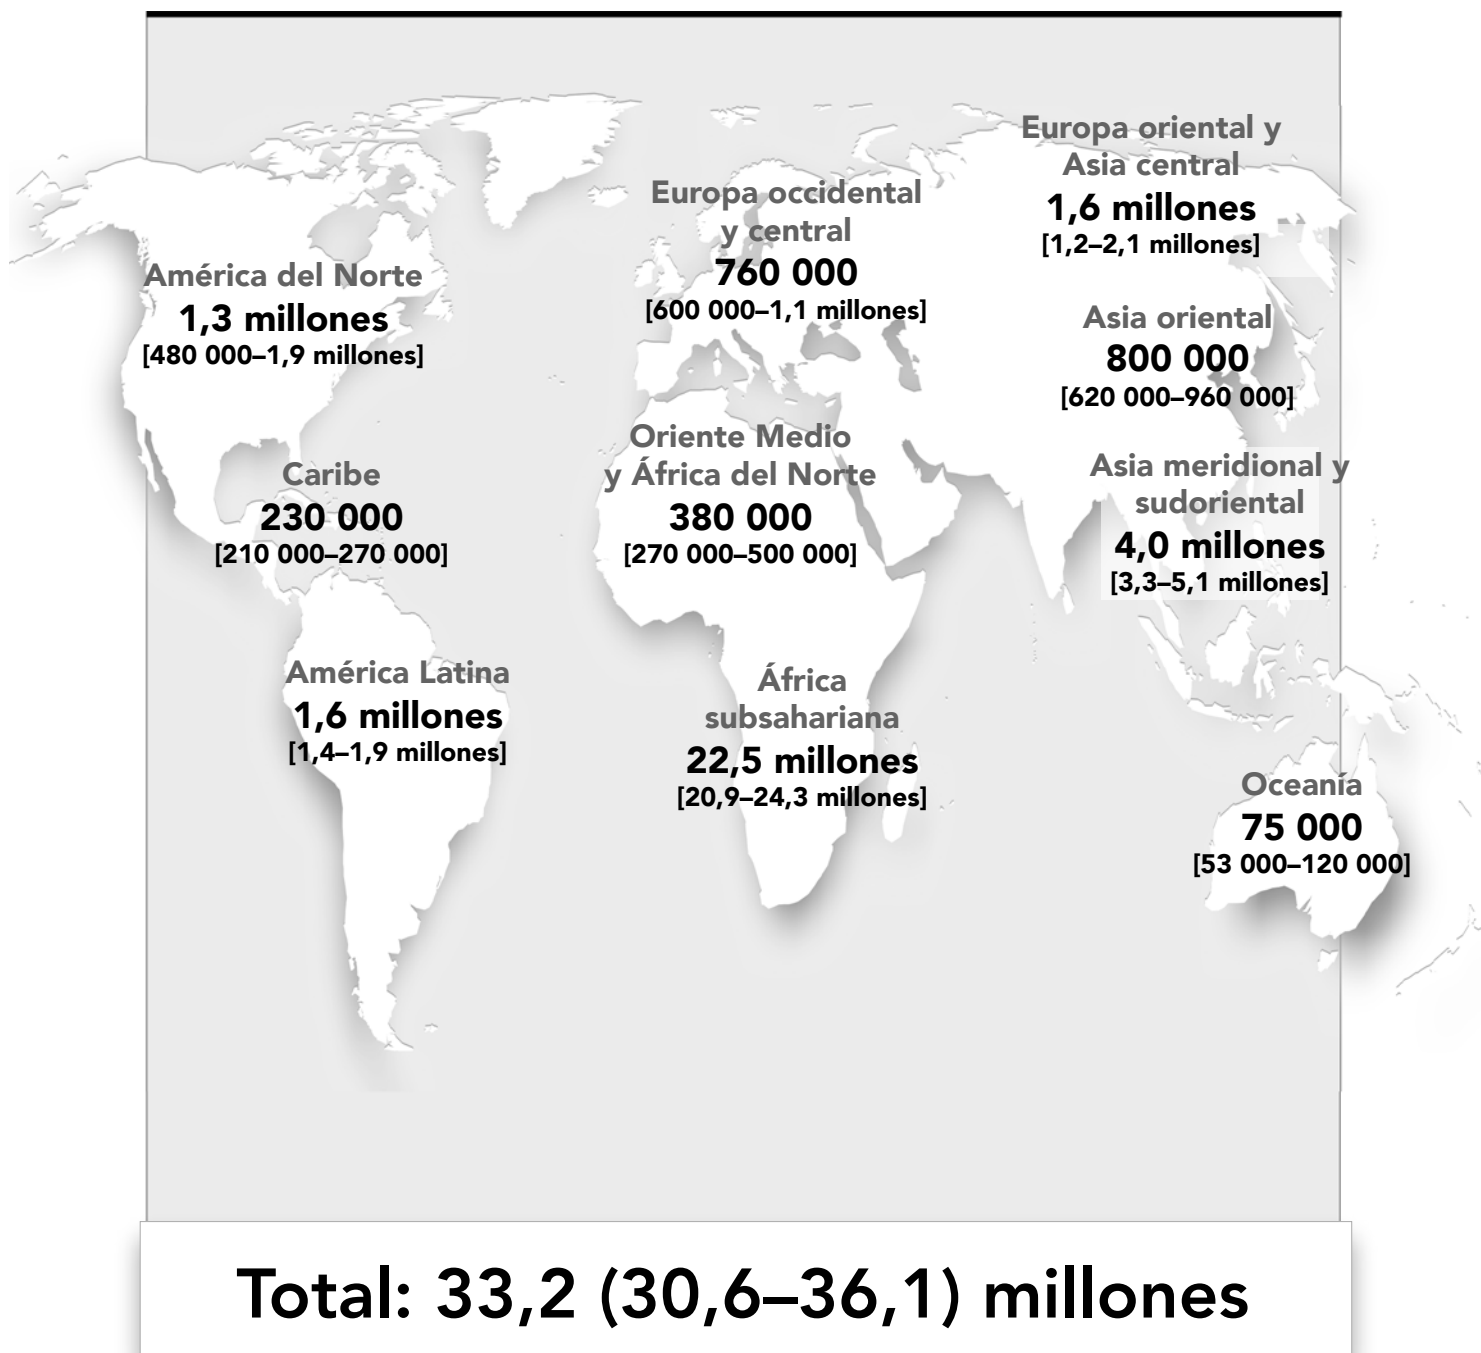 Europa oriental y
Asia central
1,6 millones
[1,2–2,1 millones]
Europa occidental
y central
760 000
[600 000–1,1 millones]
América del Norte
1,3 millones
[480 000–1,9 millones]
Asia oriental
800 000
[620 000–960 000]
Oriente Medio
y África del Norte
380 000
[270 000–500 000]
Caribe
230 000
[210 000–270 000]
Asia meridional y
sudoriental
4,0 millones
[3,3–5,1 millones]
América Latina
1,6 millones
[1,4–1,9 millones]
África
subsahariana
22,5 millones
[20,9–24,3 millones]
Oceanía
75 000
[53 000–120 000]
Total: 33,2 (30,6–36,1) millones